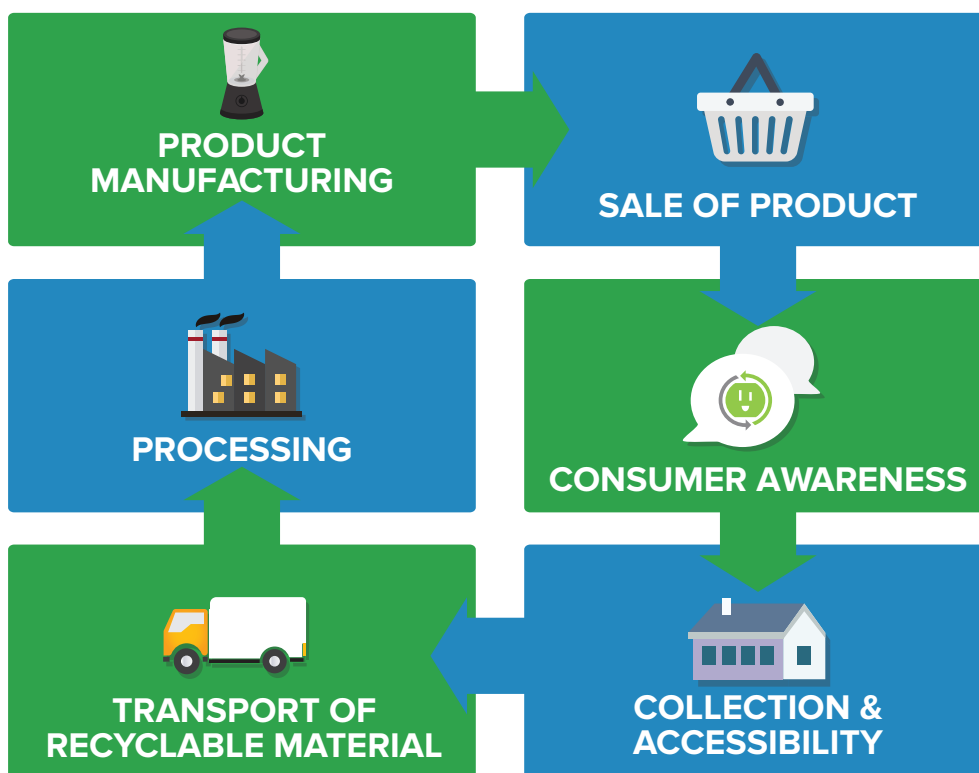 PRODUCT
MANUFACTURING
SALE OF PRODUCT
PROCESSING
CONSUMER AWARENESS
TRANSPORT OF
RECYCLABLE MATERIAL
COLLECTION &
ACCESSIBILITY